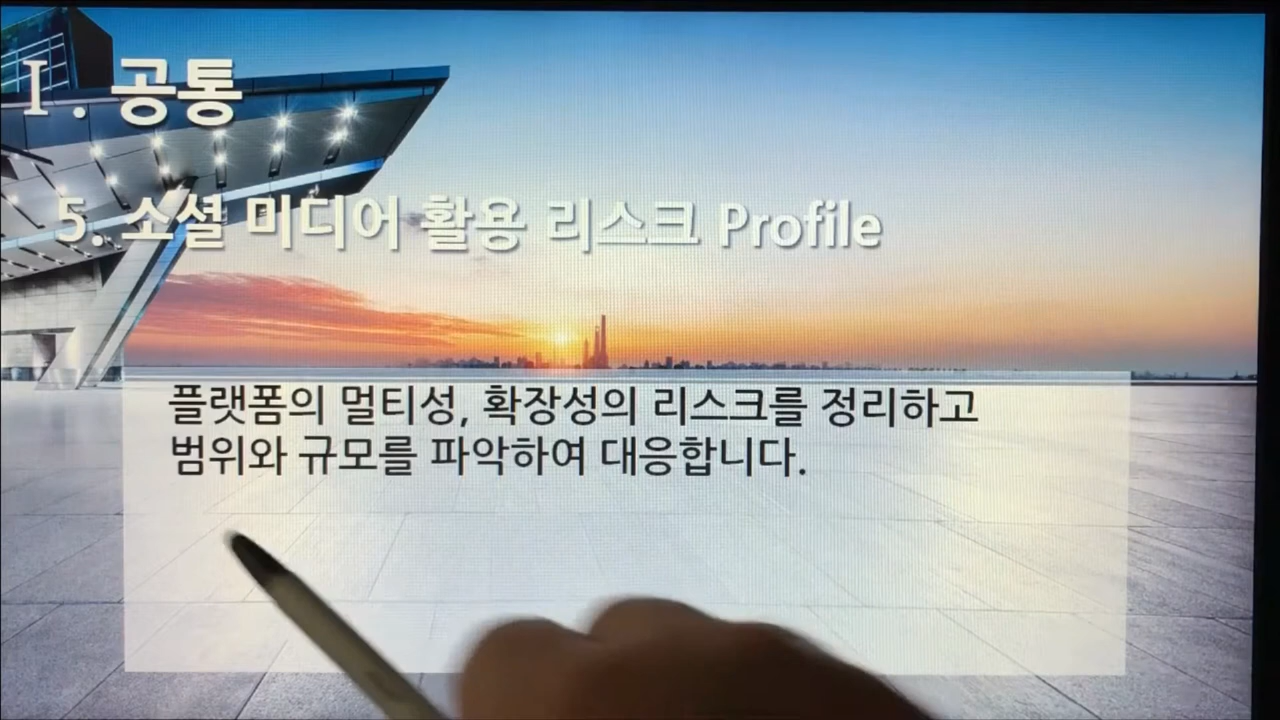 Ⅰ. 공통
5. 소셜 미디어 활용 리스크 Profile
플랫폼의 멀티성, 확장성의 리스크를 정리하고
범위와 규모를 파악하여 대응합니다.